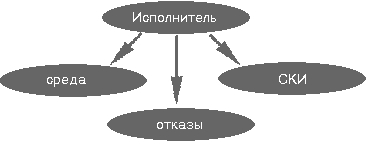 Исполнитель
среда
СКИ
отказы